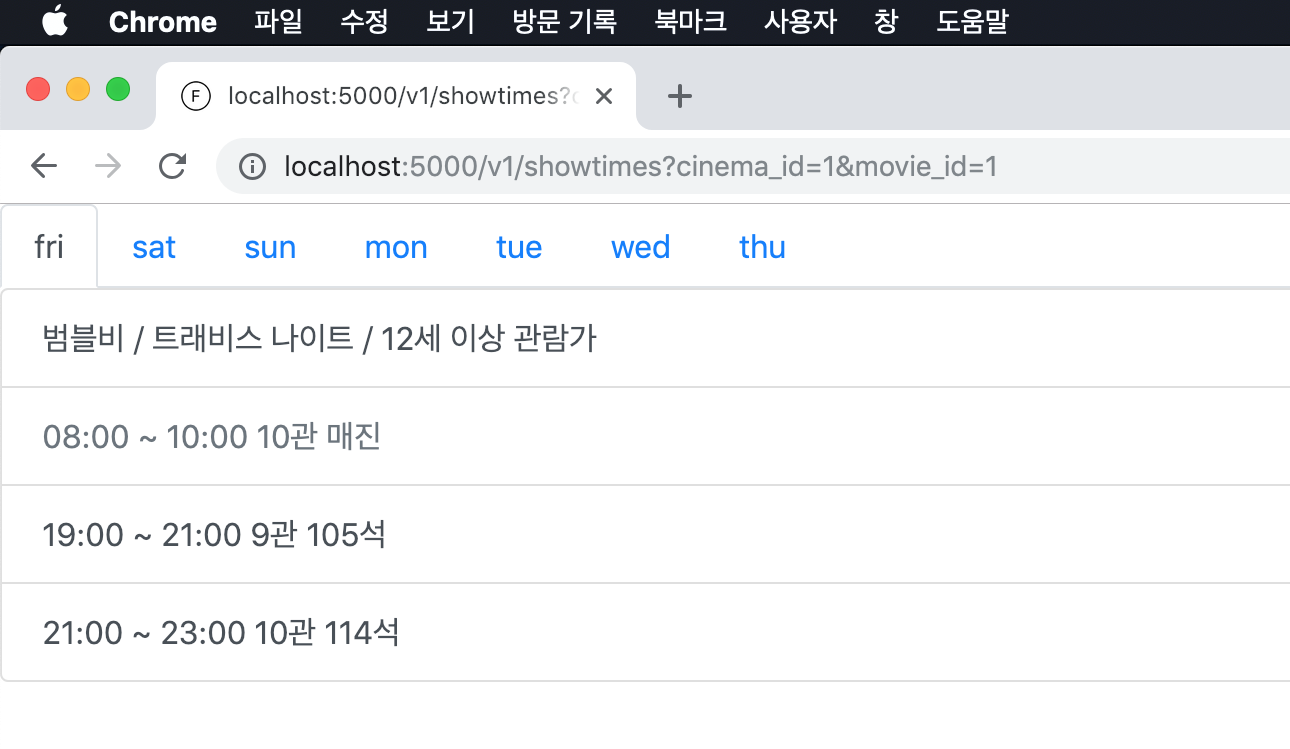 Chrome 파일 수정 보기 방문 기록 북마크 사용자 창 도움말
F localhost:5000/v1/showtimes?
localhost:5000/v1/showtimes?cinema_id=1&movie_id=1
fri sat sun mon tue wed thu
범블비 / 트래비스 나이트 / 12세 이상 관람가
08:00 ~ 10:00 10관 매진
19:00 ~ 21:00 9관 105석
21:00 ~ 23:00 10관 114석